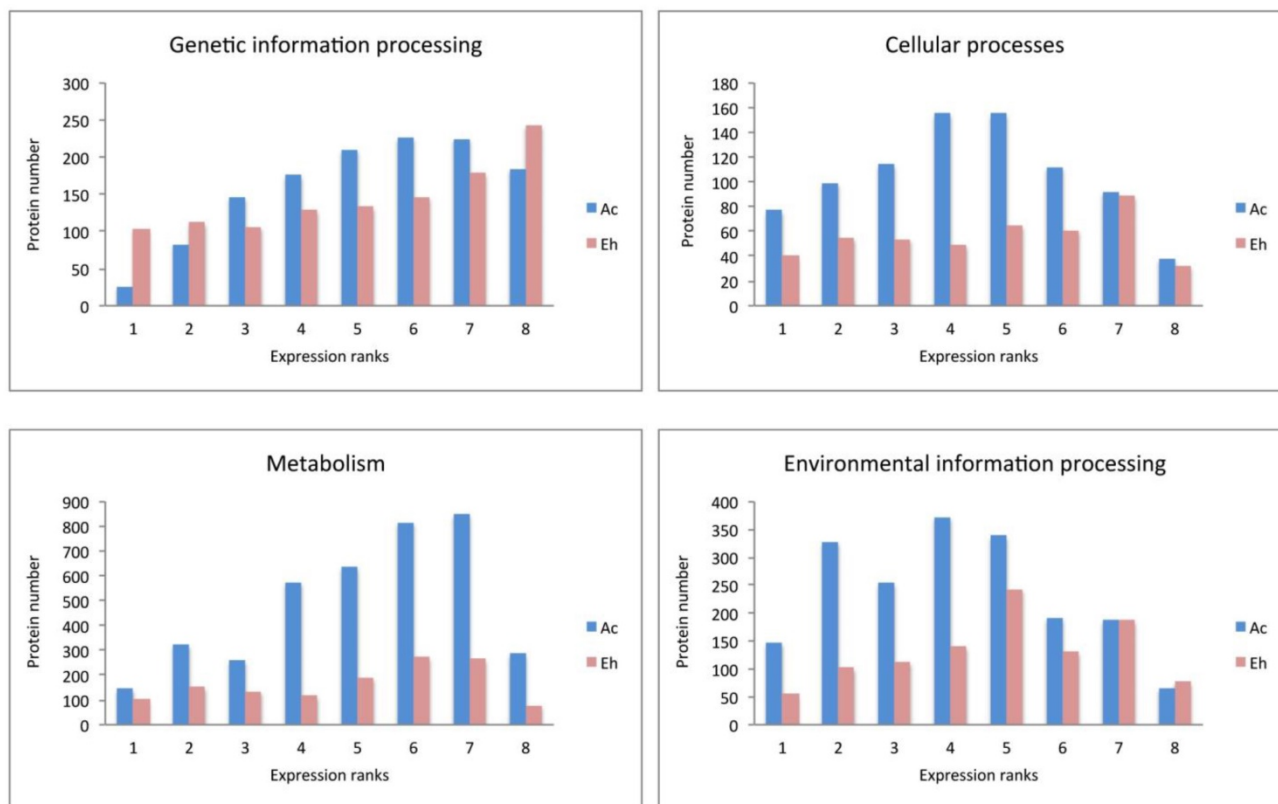 Genetic information processing
300
250
200
150
100
50
0
Protein number
1 2 3 4 5 6 7 8
Expression ranks
Ac
Eh
Cellular processes
180
160
140
120
100
80
60
40
20
0
Protein number
1 2 3 4 5 6 7 8
Expression ranks
Ac
Eh
Metabolism
900
800
700
600
500
400
300
200
100
0
Protein number
1 2 3 4 5 6 7 8
Expression ranks
Ac
Eh
Environmental information processing
400
350
300
250
200
150
100
50
0
Protein number
1 2 3 4 5 6 7 8
Expression ranks
Ac
Eh